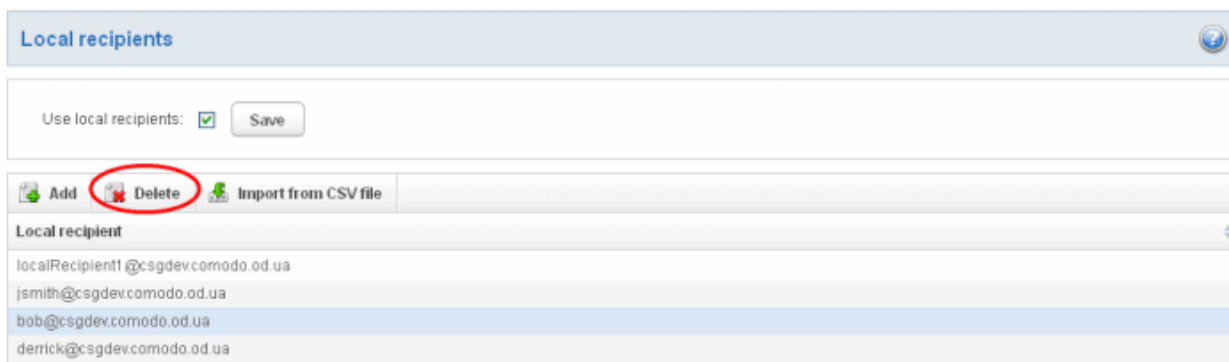 Local recipients
Use local recipients: Save
Add Delete Import from CSV file
Local recipient
localRecipient1@csgdev.comodo.od.ua
jsmith@csgdev.comodo.od.ua
bob@csgdev.comodo.od.ua
derrick@csgdev.comodo.od.ua